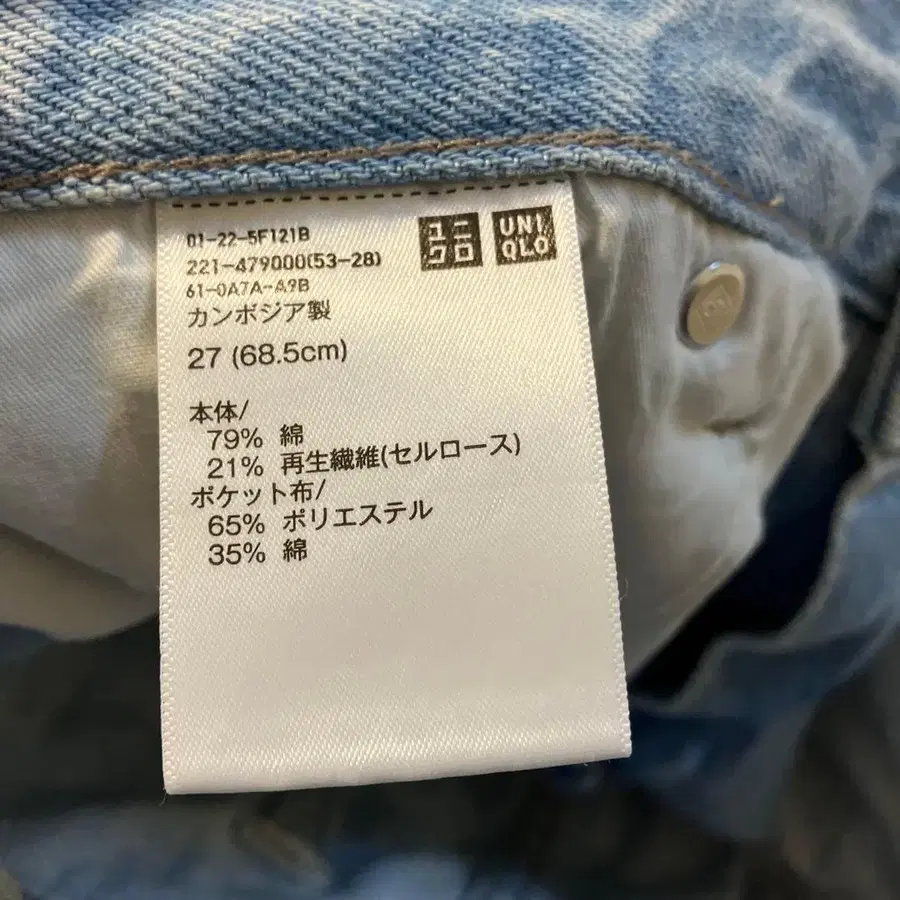 01-22-5F121B
221-479000(53-28)
61-0A7A-A9B
ユニクロ
UNIQLO
カンボジア製
27 (68.5cm)
本体/
79% 綿
21% 再生繊維(セルロース)
ポケット布/
65% ポリエステル
35% 綿